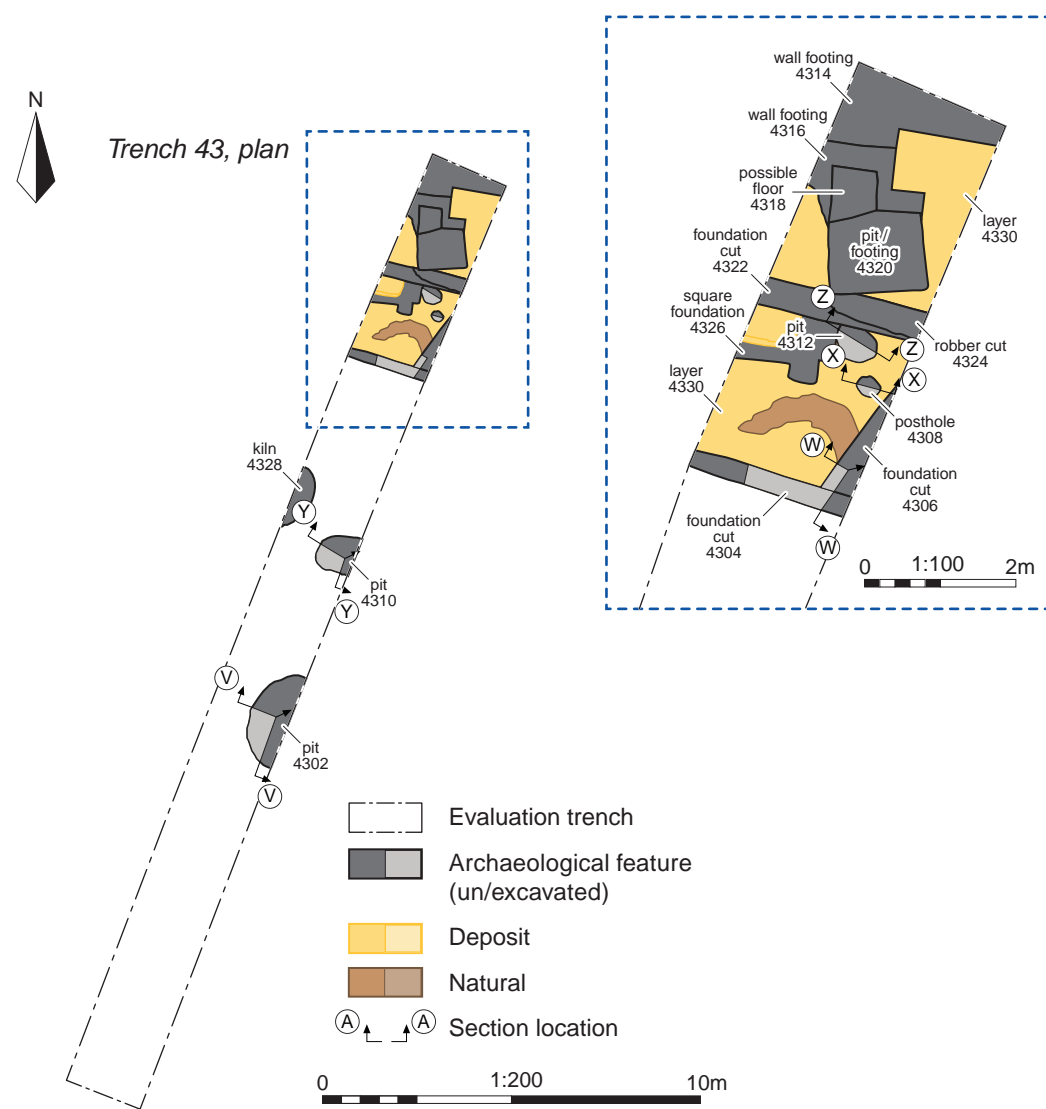 N
Trench 43, plan
kiln
4328
Y
pit
4310
Y
V
pit
4302
V
wall footing
4314
wall footing
4316
possible
floor
4318
pit /
footing
4320
layer
4330
foundation
cut
4322
square
foundation
4326
Z
pit
4312
Z
robber cut
4324
X
X
layer
4330
posthole
4308
W
foundation
cut
4306
foundation
cut
4304
W
0 1:100 2m
Evaluation trench
Archaeological feature
(un/excavated)
Deposit
Natural
A A Section location
0 1:200 10m